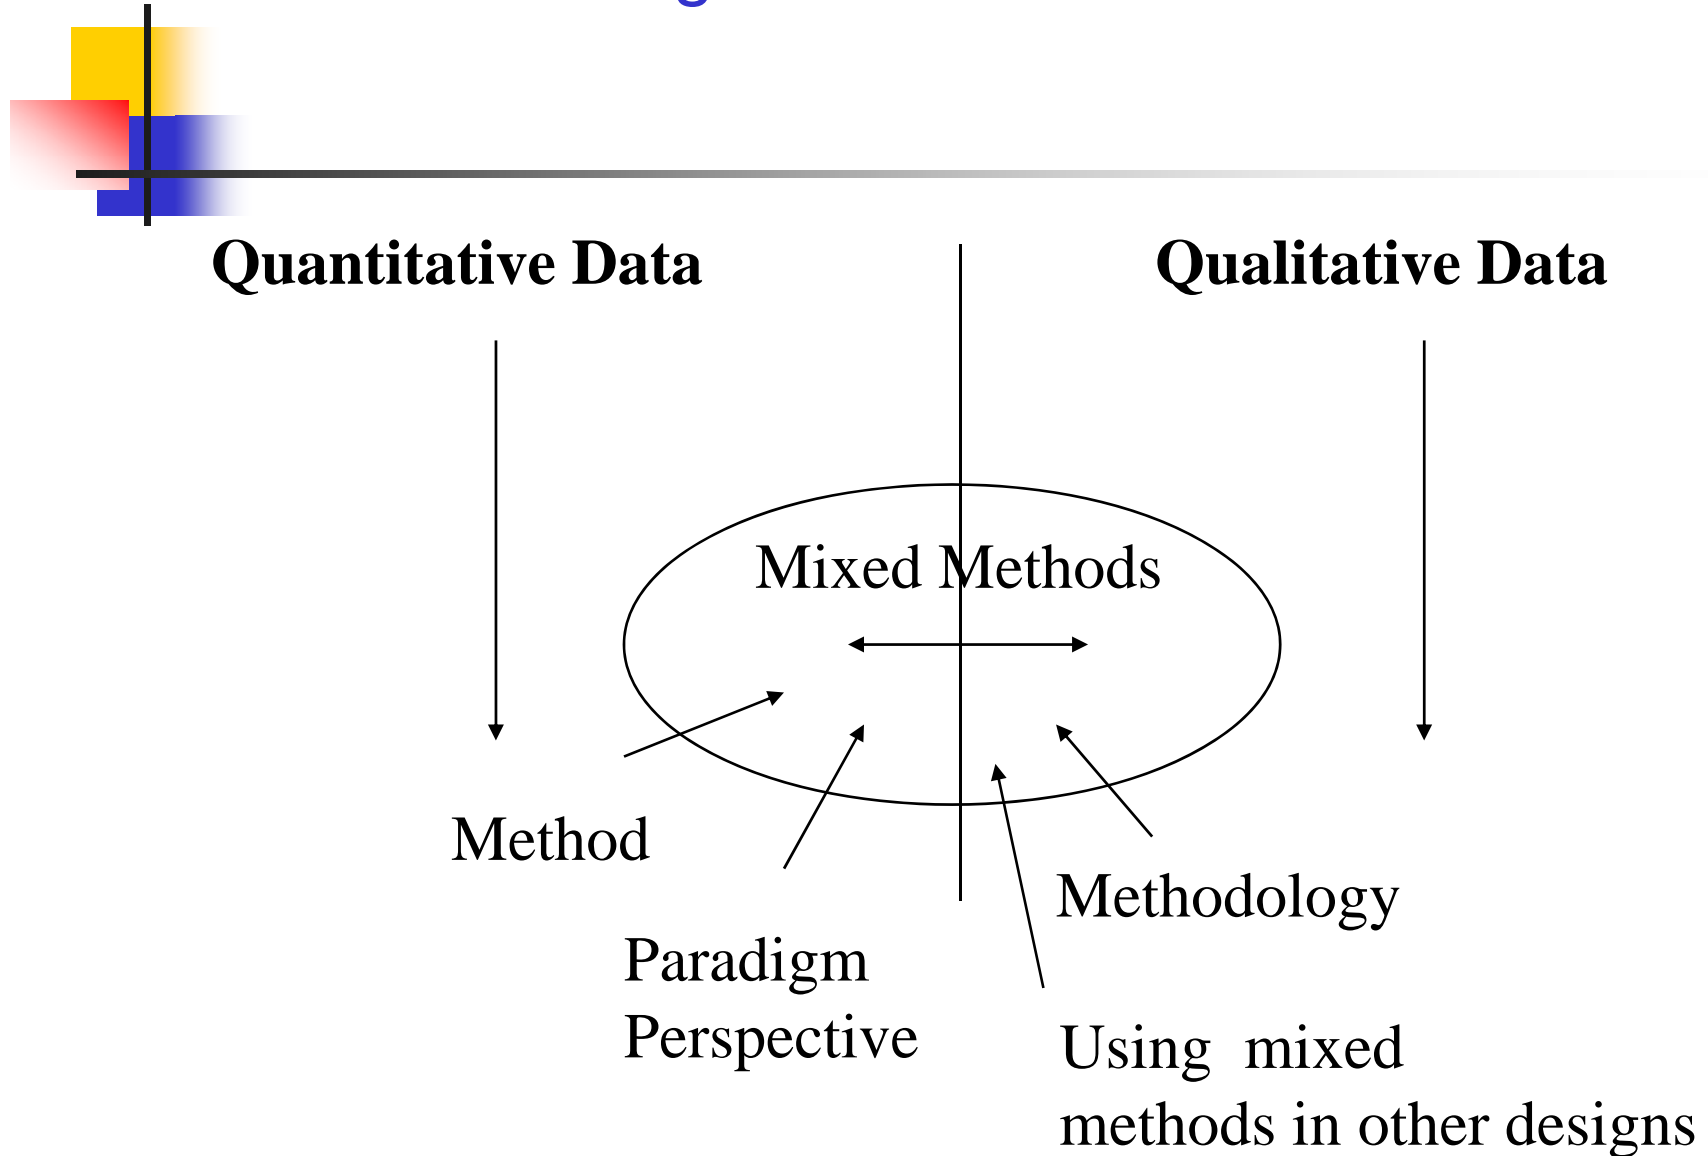 Quantitative Data
Qualitative Data
Mixed Methods
Method
Methodology
Paradigm
Perspective
Using mixed
methods in other designs